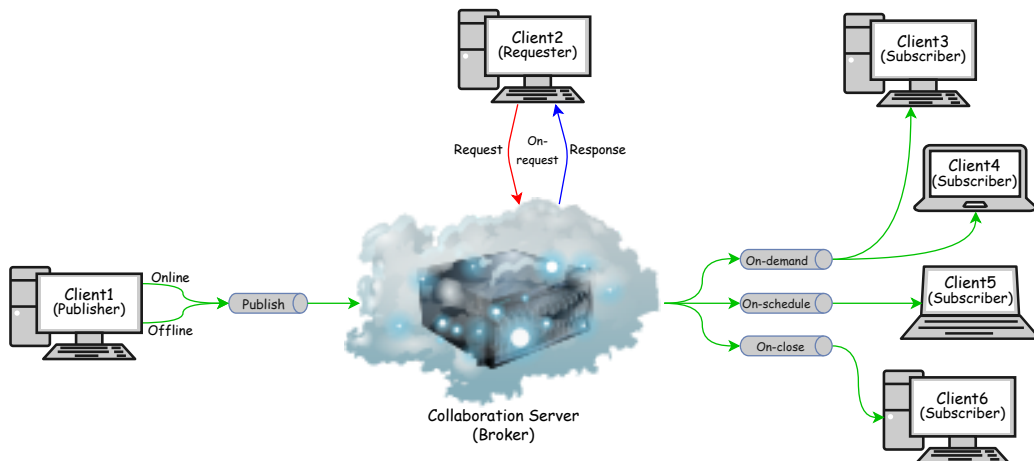 Client2
(Requester)
Client3
(Subscriber)
Request
On-
request
Response
Client4
(Subscriber)
On-demand
Online
Client1
(Publisher)
Offline
Publish
On-schedule
Client5
(Subscriber)
On-close
Collaboration Server
(Broker)
Client6
(Subscriber)